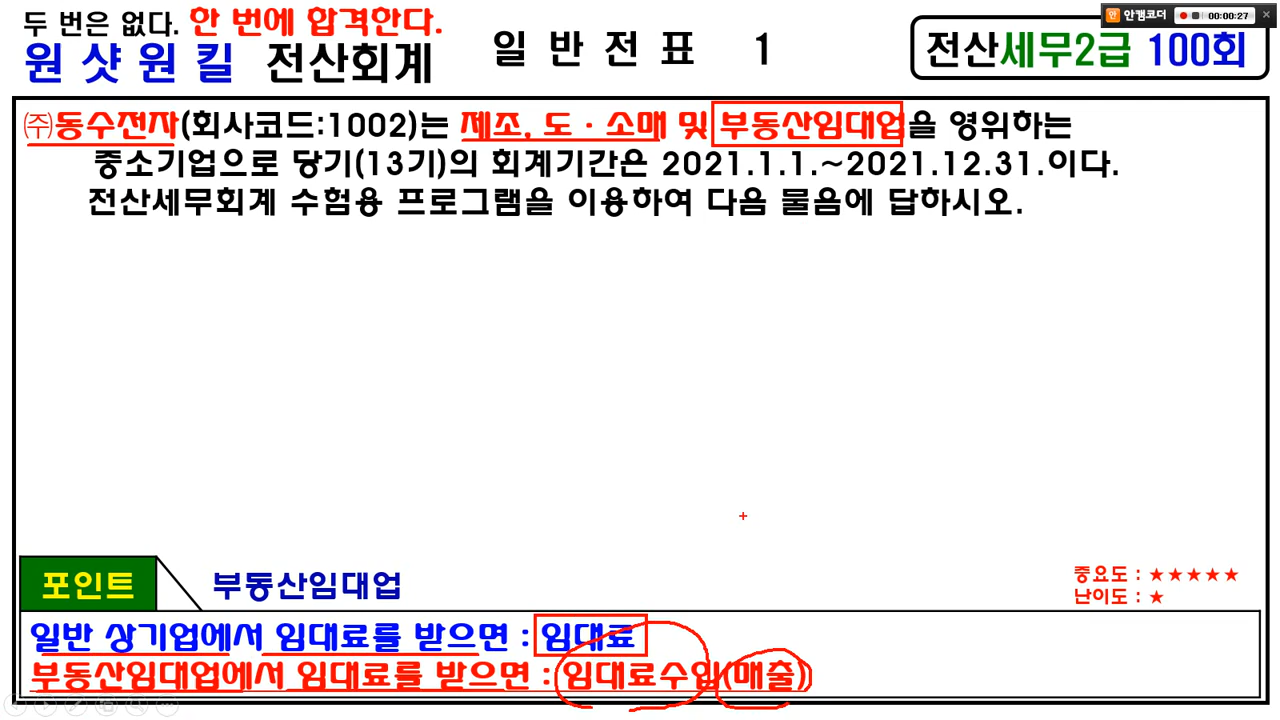 두 번은 없다. 한 번에 합격한다.
원 샷 원 킬 전산회계
일 반 전 표 1
전산세무2급 100회
안캠코더 00:00:27
㈜동수전자(회사코드:1002)는 제조, 도·소매 및 부동산임대업을 영위하는
중소기업으로 당기(13기)의 회계기간은 2021.1.1.~2021.12.31.이다.
전산세무회계 수험용 프로그램을 이용하여 다음 물음에 답하시오.
포인트 부동산임대업
중요도 : ★★★★★
난이도 : ★
일반 상기업에서 임대료를 받으면 : 임대료
부동산임대업에서 임대료를 받으면 : 임대료수입(매출)